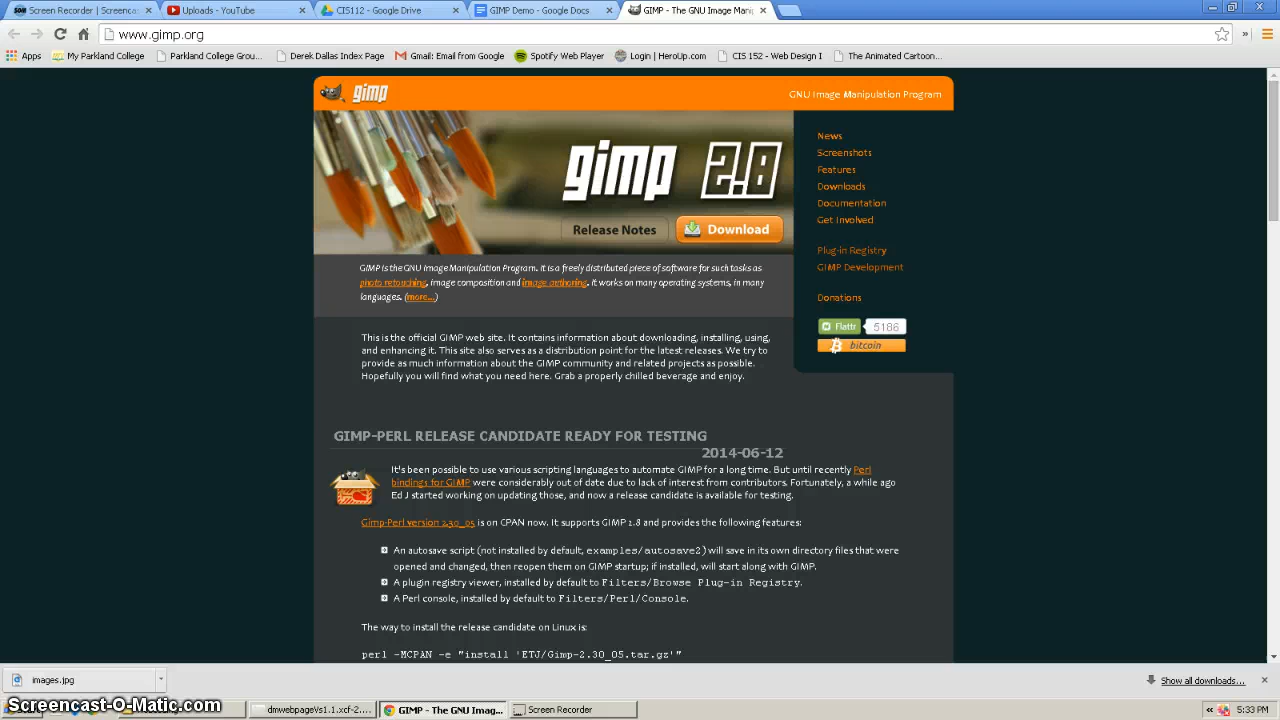 Screen Recorder | Screencas
Uploads - YouTube
CIS112 - Google Drive
GIMP Demo - Google Docs
GIMP - The GNU Image Mani
www.gimp.org
Apps
My Parkland College
Parkland College Grou...
Derek Dallas Index Page
Gmail: Email from Google
Spotify Web Player
Login | HeroUp.com
CIS 152 - Web Design I
The Animated Cartoon...
gimp
GNU Image Manipulation Program
gimp 2.8
Release Notes
Download
News
Screenshots
Features
Downloads
Documentation
Get Involved
Plug-in Registry
GIMP Development
Donations
Flattr
5186
bitcoin
GIMP is the GNU Image Manipulation Program. It is a freely distributed piece of software for such tasks as
photo retouching, image composition and image authoring. It works on many operating systems, in many
languages. (more...)
This is the official GIMP web site. It contains information about downloading, installing, using,
and enhancing it. This site also serves as a distribution point for the latest releases. We try to
provide as much information about the GIMP community and related projects as possible.
Hopefully you will find what you need here. Grab a properly chilled beverage and enjoy.
GIMP-PERL RELEASE CANDIDATE READY FOR TESTING
2014-06-12
It's been possible to use various scripting languages to automate GIMP for a long time. But until recently Perl
bindings for GIMP were considerably out of date due to lack of interest from contributors. Fortunately, a while ago
Ed J started working on updating those, and now a release candidate is available for testing.
Gimp-Perl version 2.30_05 is on CPAN now. It supports GIMP 2.8 and provides the following features:
An autosave script (not installed by default, examples/autosave2) will save in its own directory files that were
opened and changed, then reopen them on GIMP startup; if installed, will start along with GIMP.
A plugin registry viewer, installed by default to Filters/Browse Plug-in Registry.
A Perl console, installed by default to Filters/Perl/Console.
The way to install the release candidate on Linux is:
perl -MCPAN -e "install 'ETJ/Gimp-2.30_05.tar.gz'"
images.jpg
Show all downloads...
Screencast-O-Matic.com
dmwebpageVs1.1.xcf-2...
GIMP - The GNU Imag...
Screen Recorder
5:33 PM